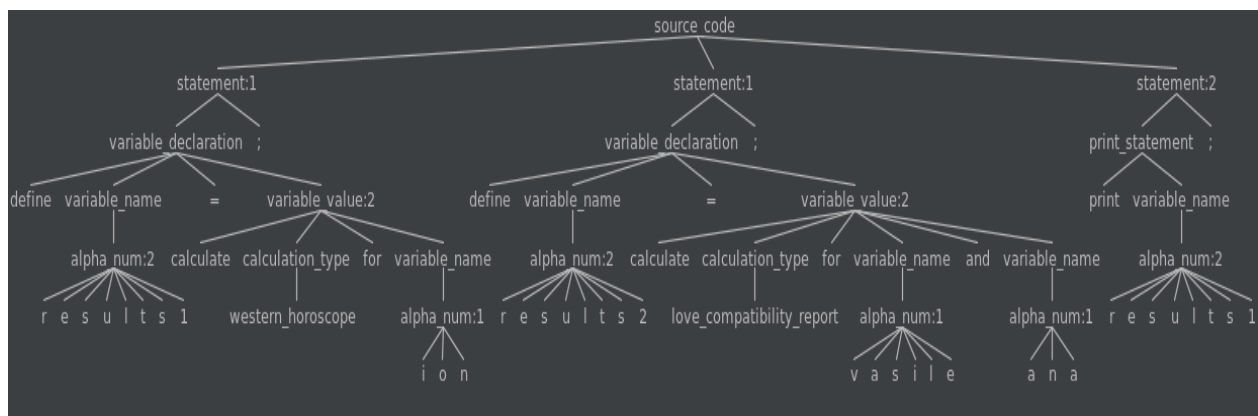 source_code
statement:1 statement:1 statement:2
variable_declaration ; variable_declaration ; print_statement ;
define variable_name = variable_value:2 define variable_name = variable_value:2 print variable_name
alpha_num:2 calculate calculation_type for variable_name alpha_num:2 calculate calculation_type for variable_name and variable_name alpha_num:2
r e s u l t s 1 western_horoscope alpha_num:1 r e s u l t s 2 love_compatibility_report alpha_num:1 alpha_num:1 r e s u l t s 1
i o n v a s i l e a n a